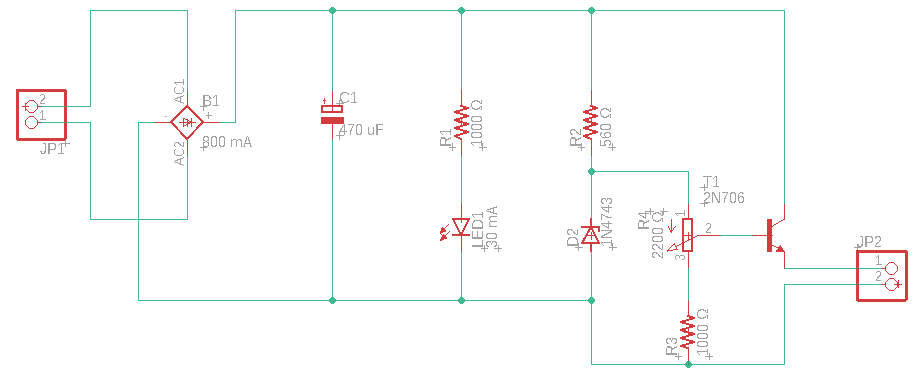 2
1
JP1
AC1
AC2
-
+
B1
800 mA
+
C1
470 uF
R1
1000 Ω
LED1
30 mA
R2
560 Ω
D2
1N4743
T1
2N706
R4
2200 Ω
1
2
3
R3
1000 Ω
JP2
1
2